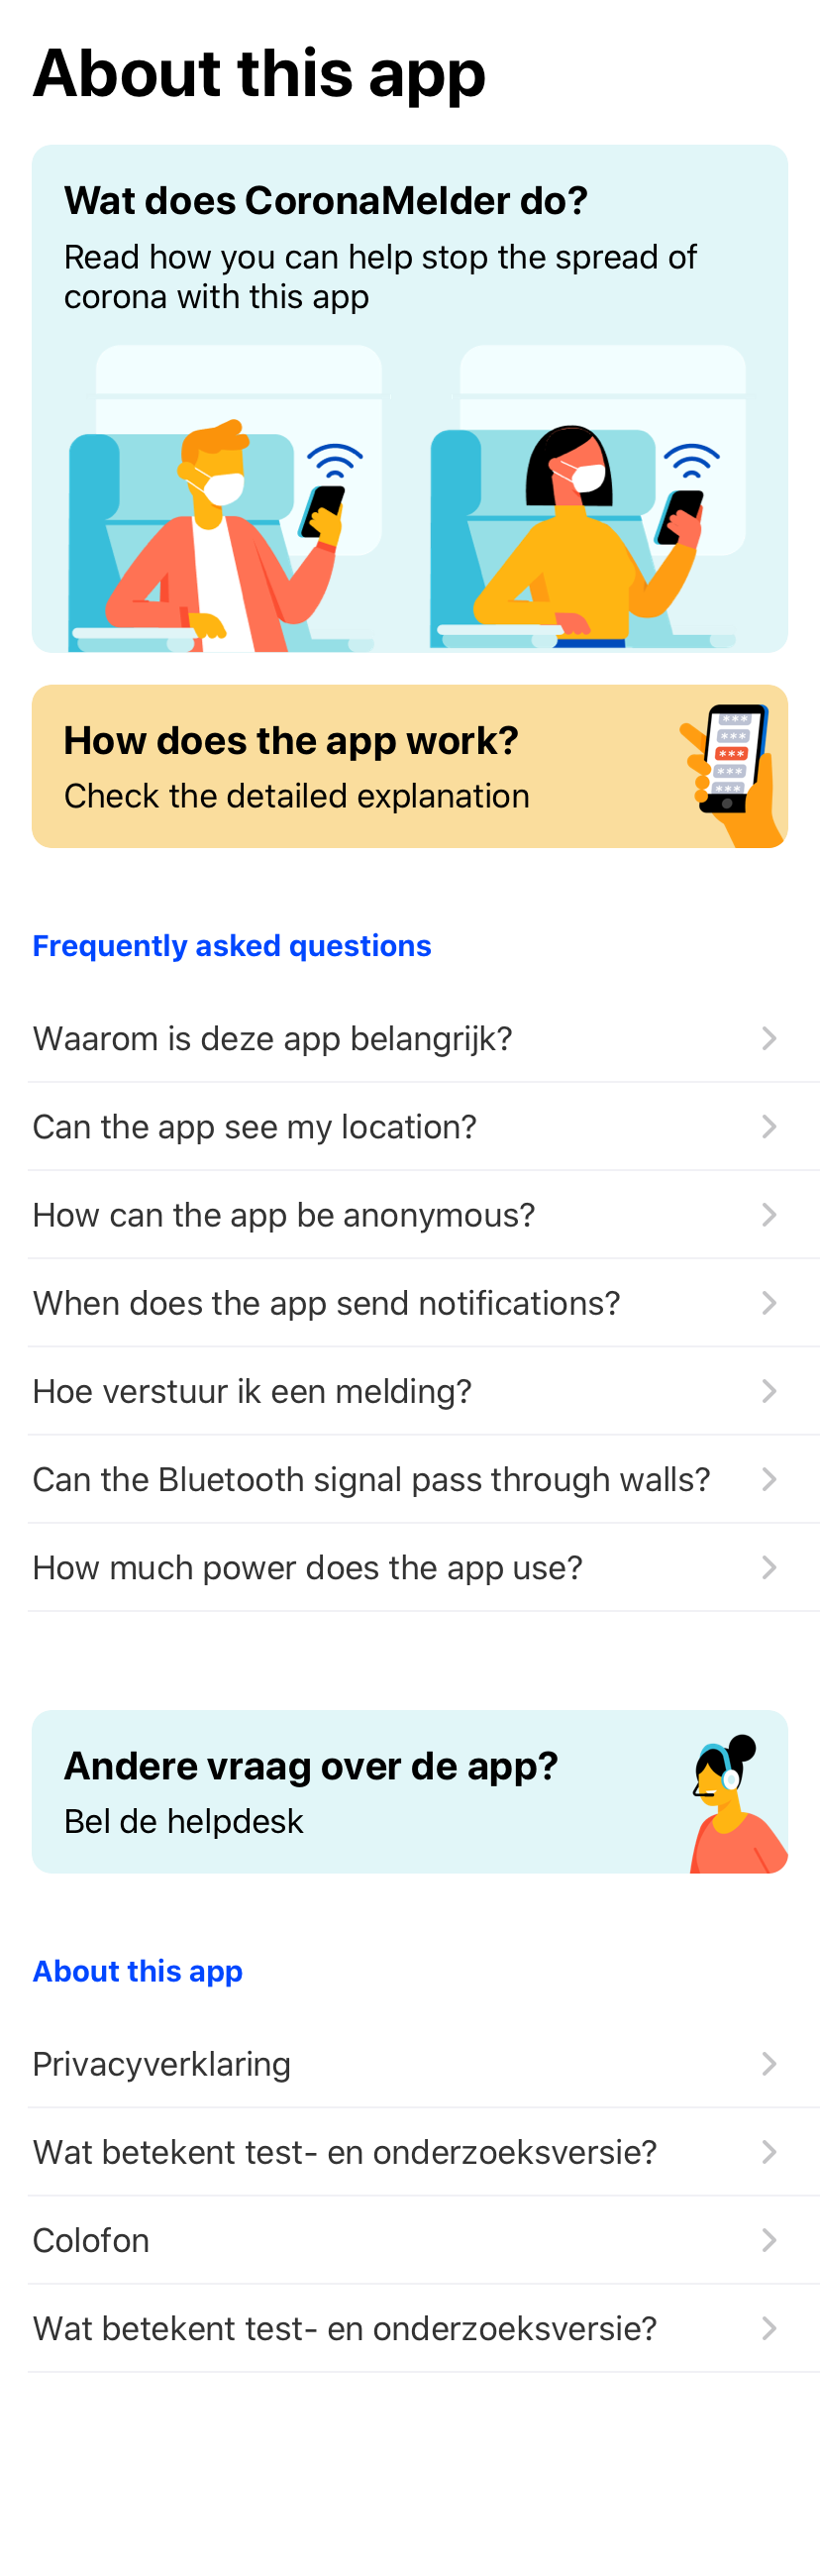 About this app
Wat does CoronaMelder do?
Read how you can help stop the spread of
corona with this app
How does the app work?
Check the detailed explanation
***
***
***
***
***
Frequently asked questions
Waarom is deze app belangrijk?
Can the app see my location?
How can the app be anonymous?
When does the app send notifications?
Hoe verstuur ik een melding?
Can the Bluetooth signal pass through walls?
How much power does the app use?
Andere vraag over de app?
Bel de helpdesk
About this app
Privacyverklaring
Wat betekent test- en onderzoeksversie?
Colofon
Wat betekent test- en onderzoeksversie?